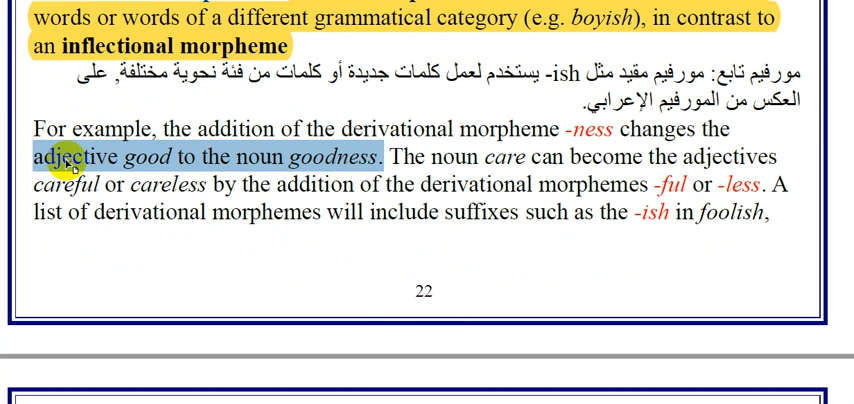 words or words of a different grammatical category (e.g. boyish), in contrast to
an inflectional morpheme
مورفيم تابع: مورفيم مقيد مثل ish- يستخدم لعمل كلمات جديدة أو كلمات من فئة نحوية مختلفة, على
العكس من المورفيم الإعرابي.
For example, the addition of the derivational morpheme -ness changes the
adjective good to the noun goodness. The noun care can become the adjectives
careful or careless by the addition of the derivational morphemes -ful or -less. A
list of derivational morphemes will include suffixes such as the -ish in foolish,
22